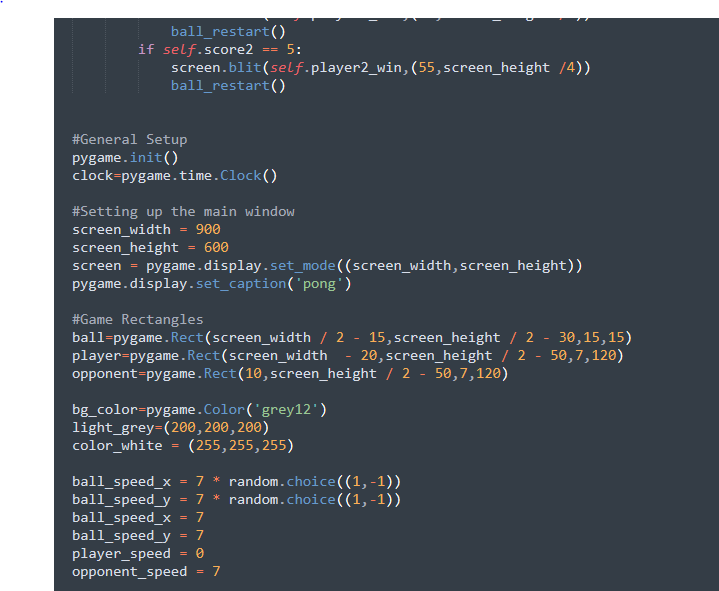 ball_restart()
if self.score2 == 5:
screen.blit(self.player2_win,(55,screen_height /4))
ball_restart()
#General Setup
pygame.init()
clock=pygame.time.Clock()
#Setting up the main window
screen_width = 900
screen_height = 600
screen = pygame.display.set_mode((screen_width,screen_height))
pygame.display.set_caption('pong')
#Game Rectangles
ball=pygame.Rect(screen_width / 2 - 15,screen_height / 2 - 30,15,15)
player=pygame.Rect(screen_width  - 20,screen_height / 2 - 50,7,120)
opponent=pygame.Rect(10,screen_height / 2 - 50,7,120)
bg_color=pygame.Color('grey12')
light_grey=(200,200,200)
color_white = (255,255,255)
ball_speed_x = 7 * random.choice((1,-1))
ball_speed_y = 7 * random.choice((1,-1))
ball_speed_x = 7
ball_speed_y = 7
player_speed = 0
opponent_speed = 7